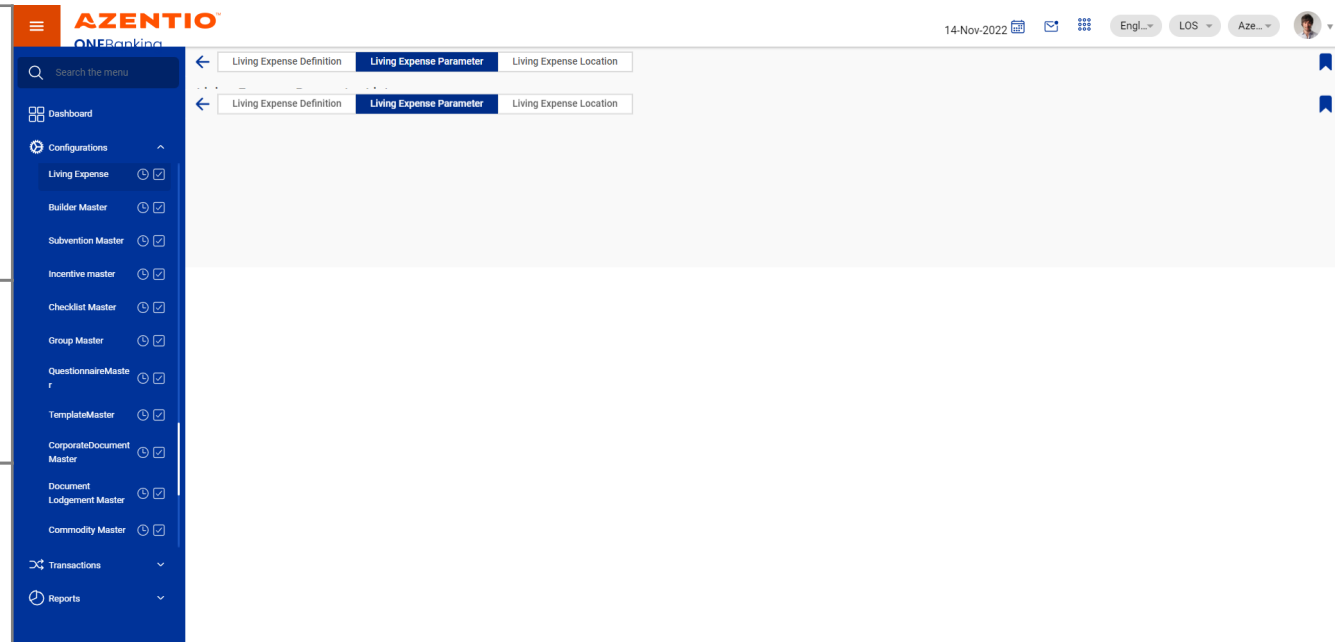 AZENTIO
ONEBanking
14-Nov-2022
Engl...
LOS
Aze...
Search the menu
Living Expense Definition
Living Expense Parameter
Living Expense Location
Living Expense Definition
Living Expense Parameter
Living Expense Location
Dashboard
Configurations
Living Expense
Builder Master
Subvention Master
Incentive master
Checklist Master
Group Master
QuestionnaireMaste
r
TemplateMaster
CorporateDocument
Master
Document
Lodgement Master
Commodity Master
Transactions
Reports